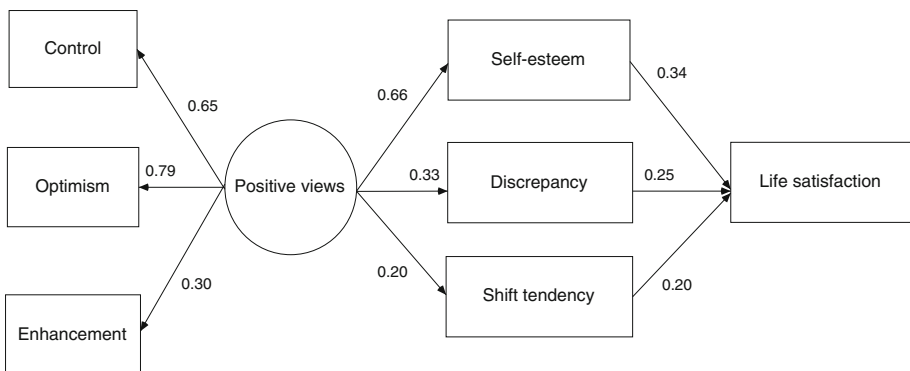 Control
Self-esteem
0.34
0.65
0.66
Optimism
0.79
Positive views
0.33
Discrepancy
0.25
Life satisfaction
0.30
0.20
Shift tendency
0.20
Enhancement